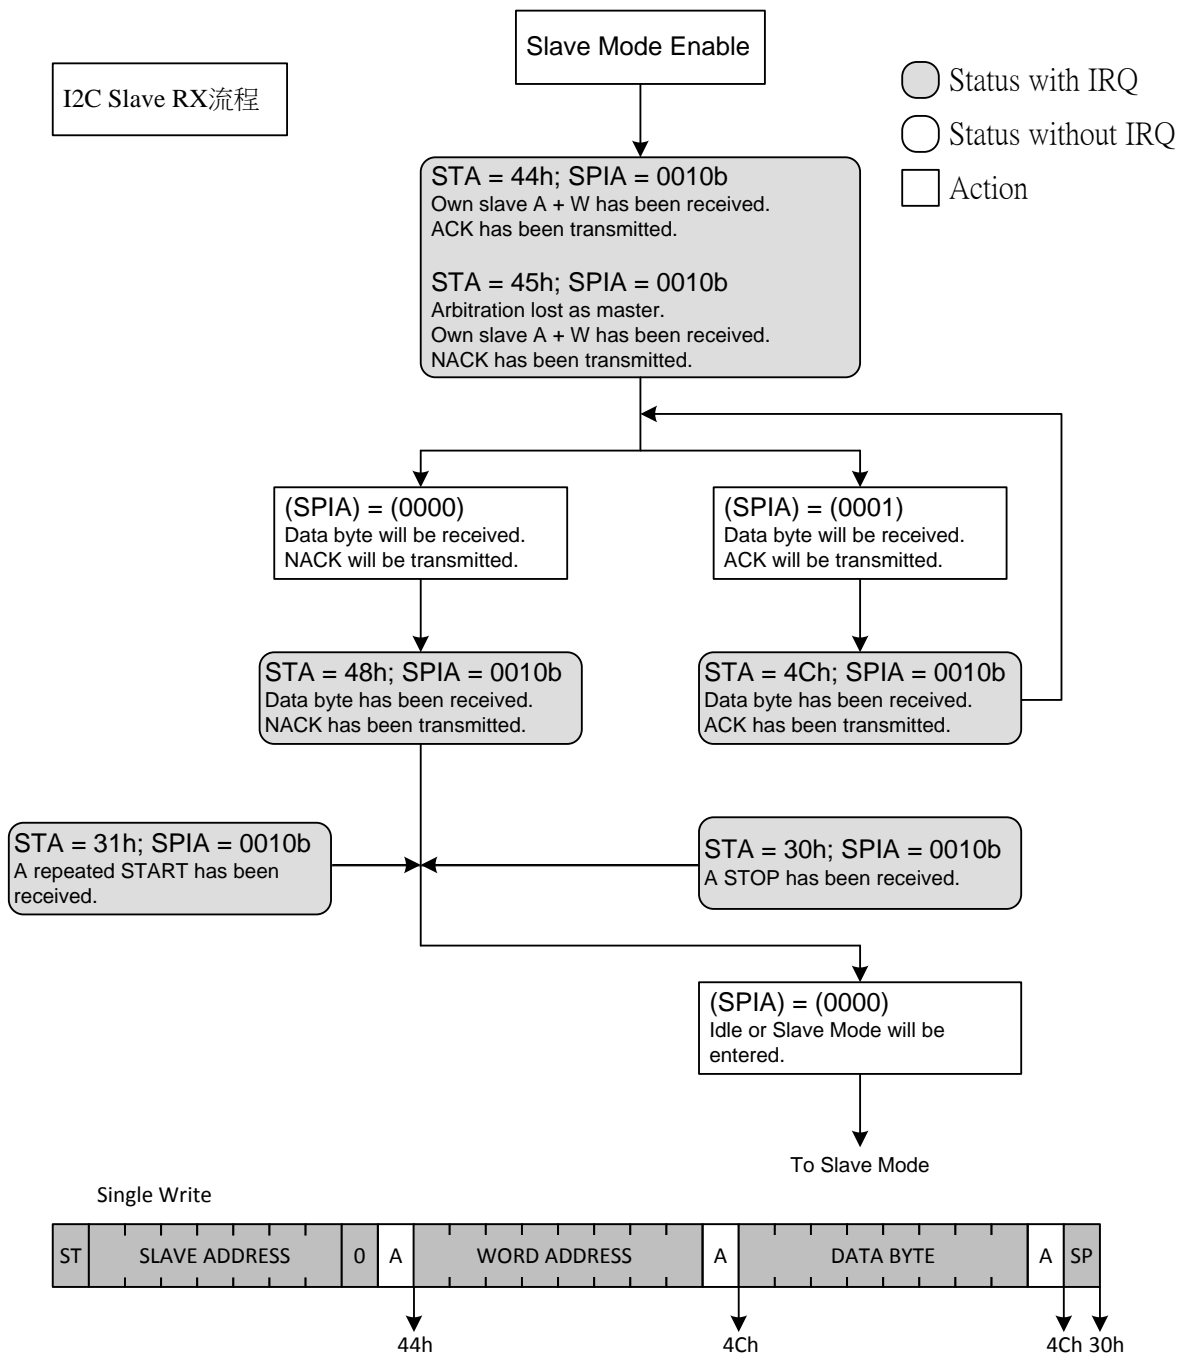 Slave Mode Enable
I2C Slave RX流程
Status with IRQ
Status without IRQ
Action
STA = 44h; SPIA = 0010b
Own slave A + W has been received.
ACK has been transmitted.
STA = 45h; SPIA = 0010b
Arbitration lost as master.
Own slave A + W has been received.
NACK has been transmitted.
(SPIA) = (0000)
Data byte will be received.
NACK will be transmitted.
(SPIA) = (0001)
Data byte will be received.
ACK will be transmitted.
STA = 48h; SPIA = 0010b
Data byte has been received.
NACK has been transmitted.
STA = 4Ch; SPIA = 0010b
Data byte has been received.
ACK has been transmitted.
STA = 31h; SPIA = 0010b
A repeated START has been
received.
STA = 30h; SPIA = 0010b
A STOP has been received.
(SPIA) = (0000)
Idle or Slave Mode will be
entered.
To Slave Mode
Single Write
ST SLAVE ADDRESS 0 A WORD ADDRESS A DATA BYTE A SP
44h 4Ch 4Ch 30h